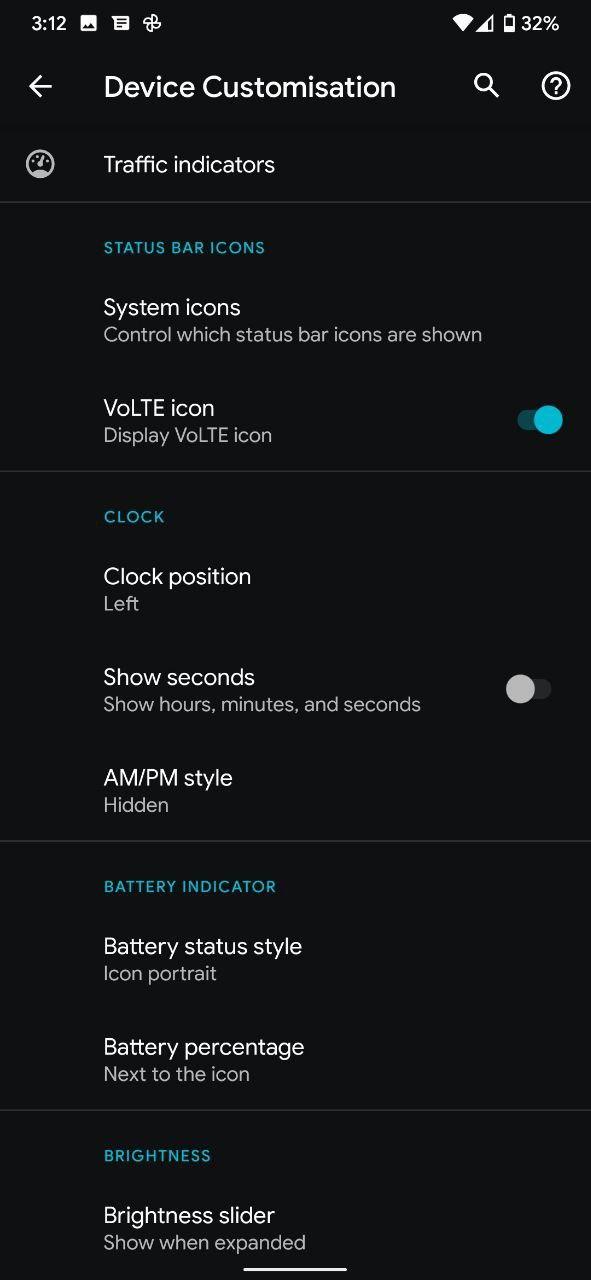 3:12 32%
Device Customisation
Traffic indicators
STATUS BAR ICONS
System icons
Control which status bar icons are shown
VoLTE icon
Display VoLTE icon
CLOCK
Clock position
Left
Show seconds
Show hours, minutes, and seconds
AM/PM style
Hidden
BATTERY INDICATOR
Battery status style
Icon portrait
Battery percentage
Next to the icon
BRIGHTNESS
Brightness slider
Show when expanded